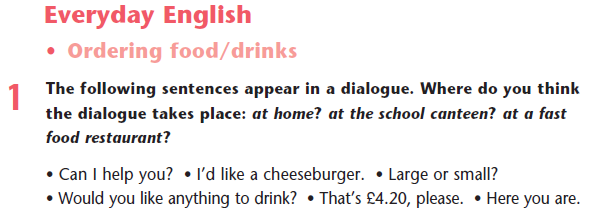 Everyday English
• Ordering food/drinks
1 The following sentences appear in a dialogue. Where do you think
the dialogue takes place: at home? at the school canteen? at a fast
food restaurant?
• Can I help you? • I'd like a cheeseburger. • Large or small?
• Would you like anything to drink? • That's £4.20, please. • Here you are.